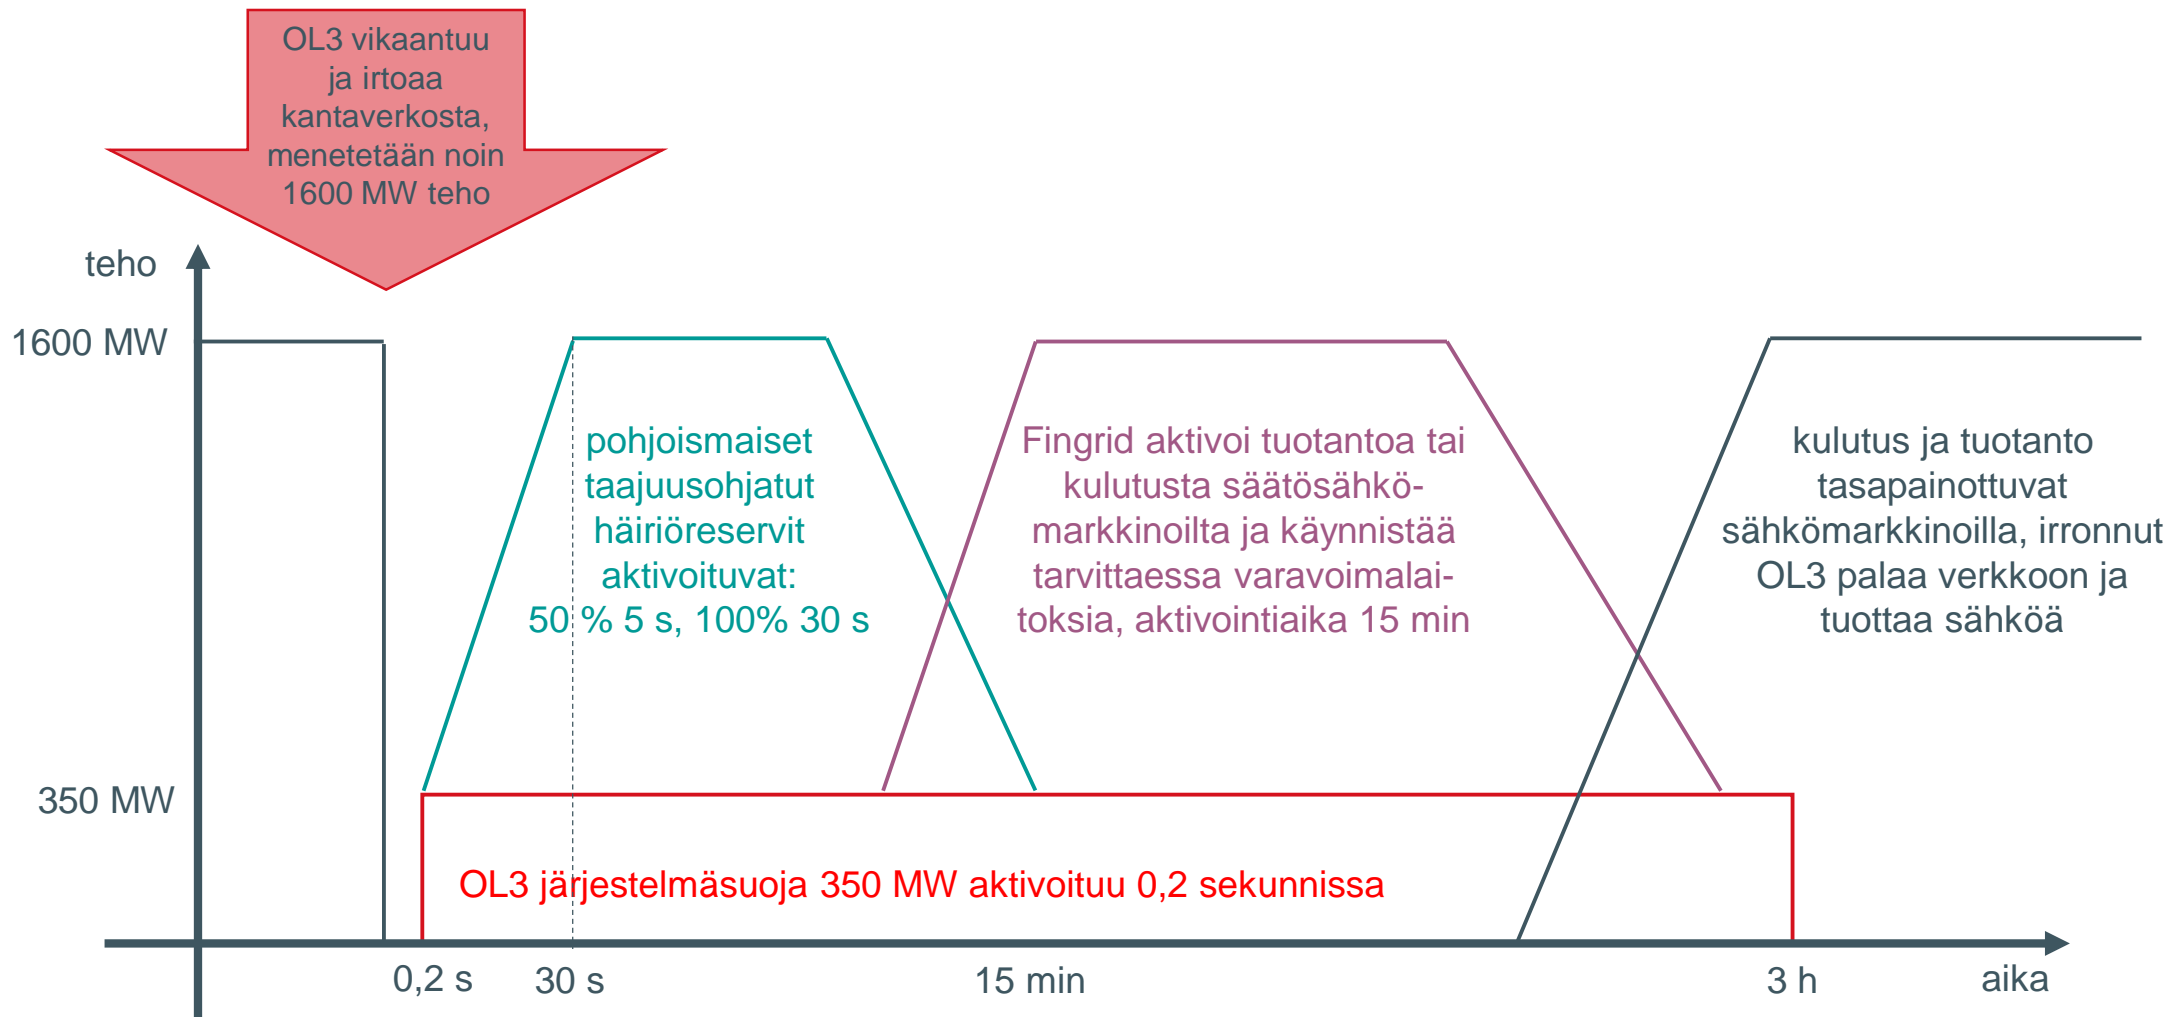 OL3 vikaantuu
ja irtoaa
kantaverkosta,
menetetään noin
1600 MW teho
teho
1600 MW
350 MW
pohjoismaiset
taajuusohjatut
häiriöreservit
aktivoituvat:
50 % 5 s, 100% 30 s
Fingrid aktivoi tuotantoa tai
kulutusta säätösähkö-
markkinoilta ja käynnistää
tarvittaessa varavoimalai-
toksia, aktivointiaika 15 min
kulutus ja tuotanto
tasapainottuvat
sähkömarkkinoilla, irronnut
OL3 palaa verkkoon ja
tuottaa sähköä
OL3 järjestelmäsuoja 350 MW aktivoituu 0,2 sekunnissa
0,2 s
30 s
15 min
3 h
aika